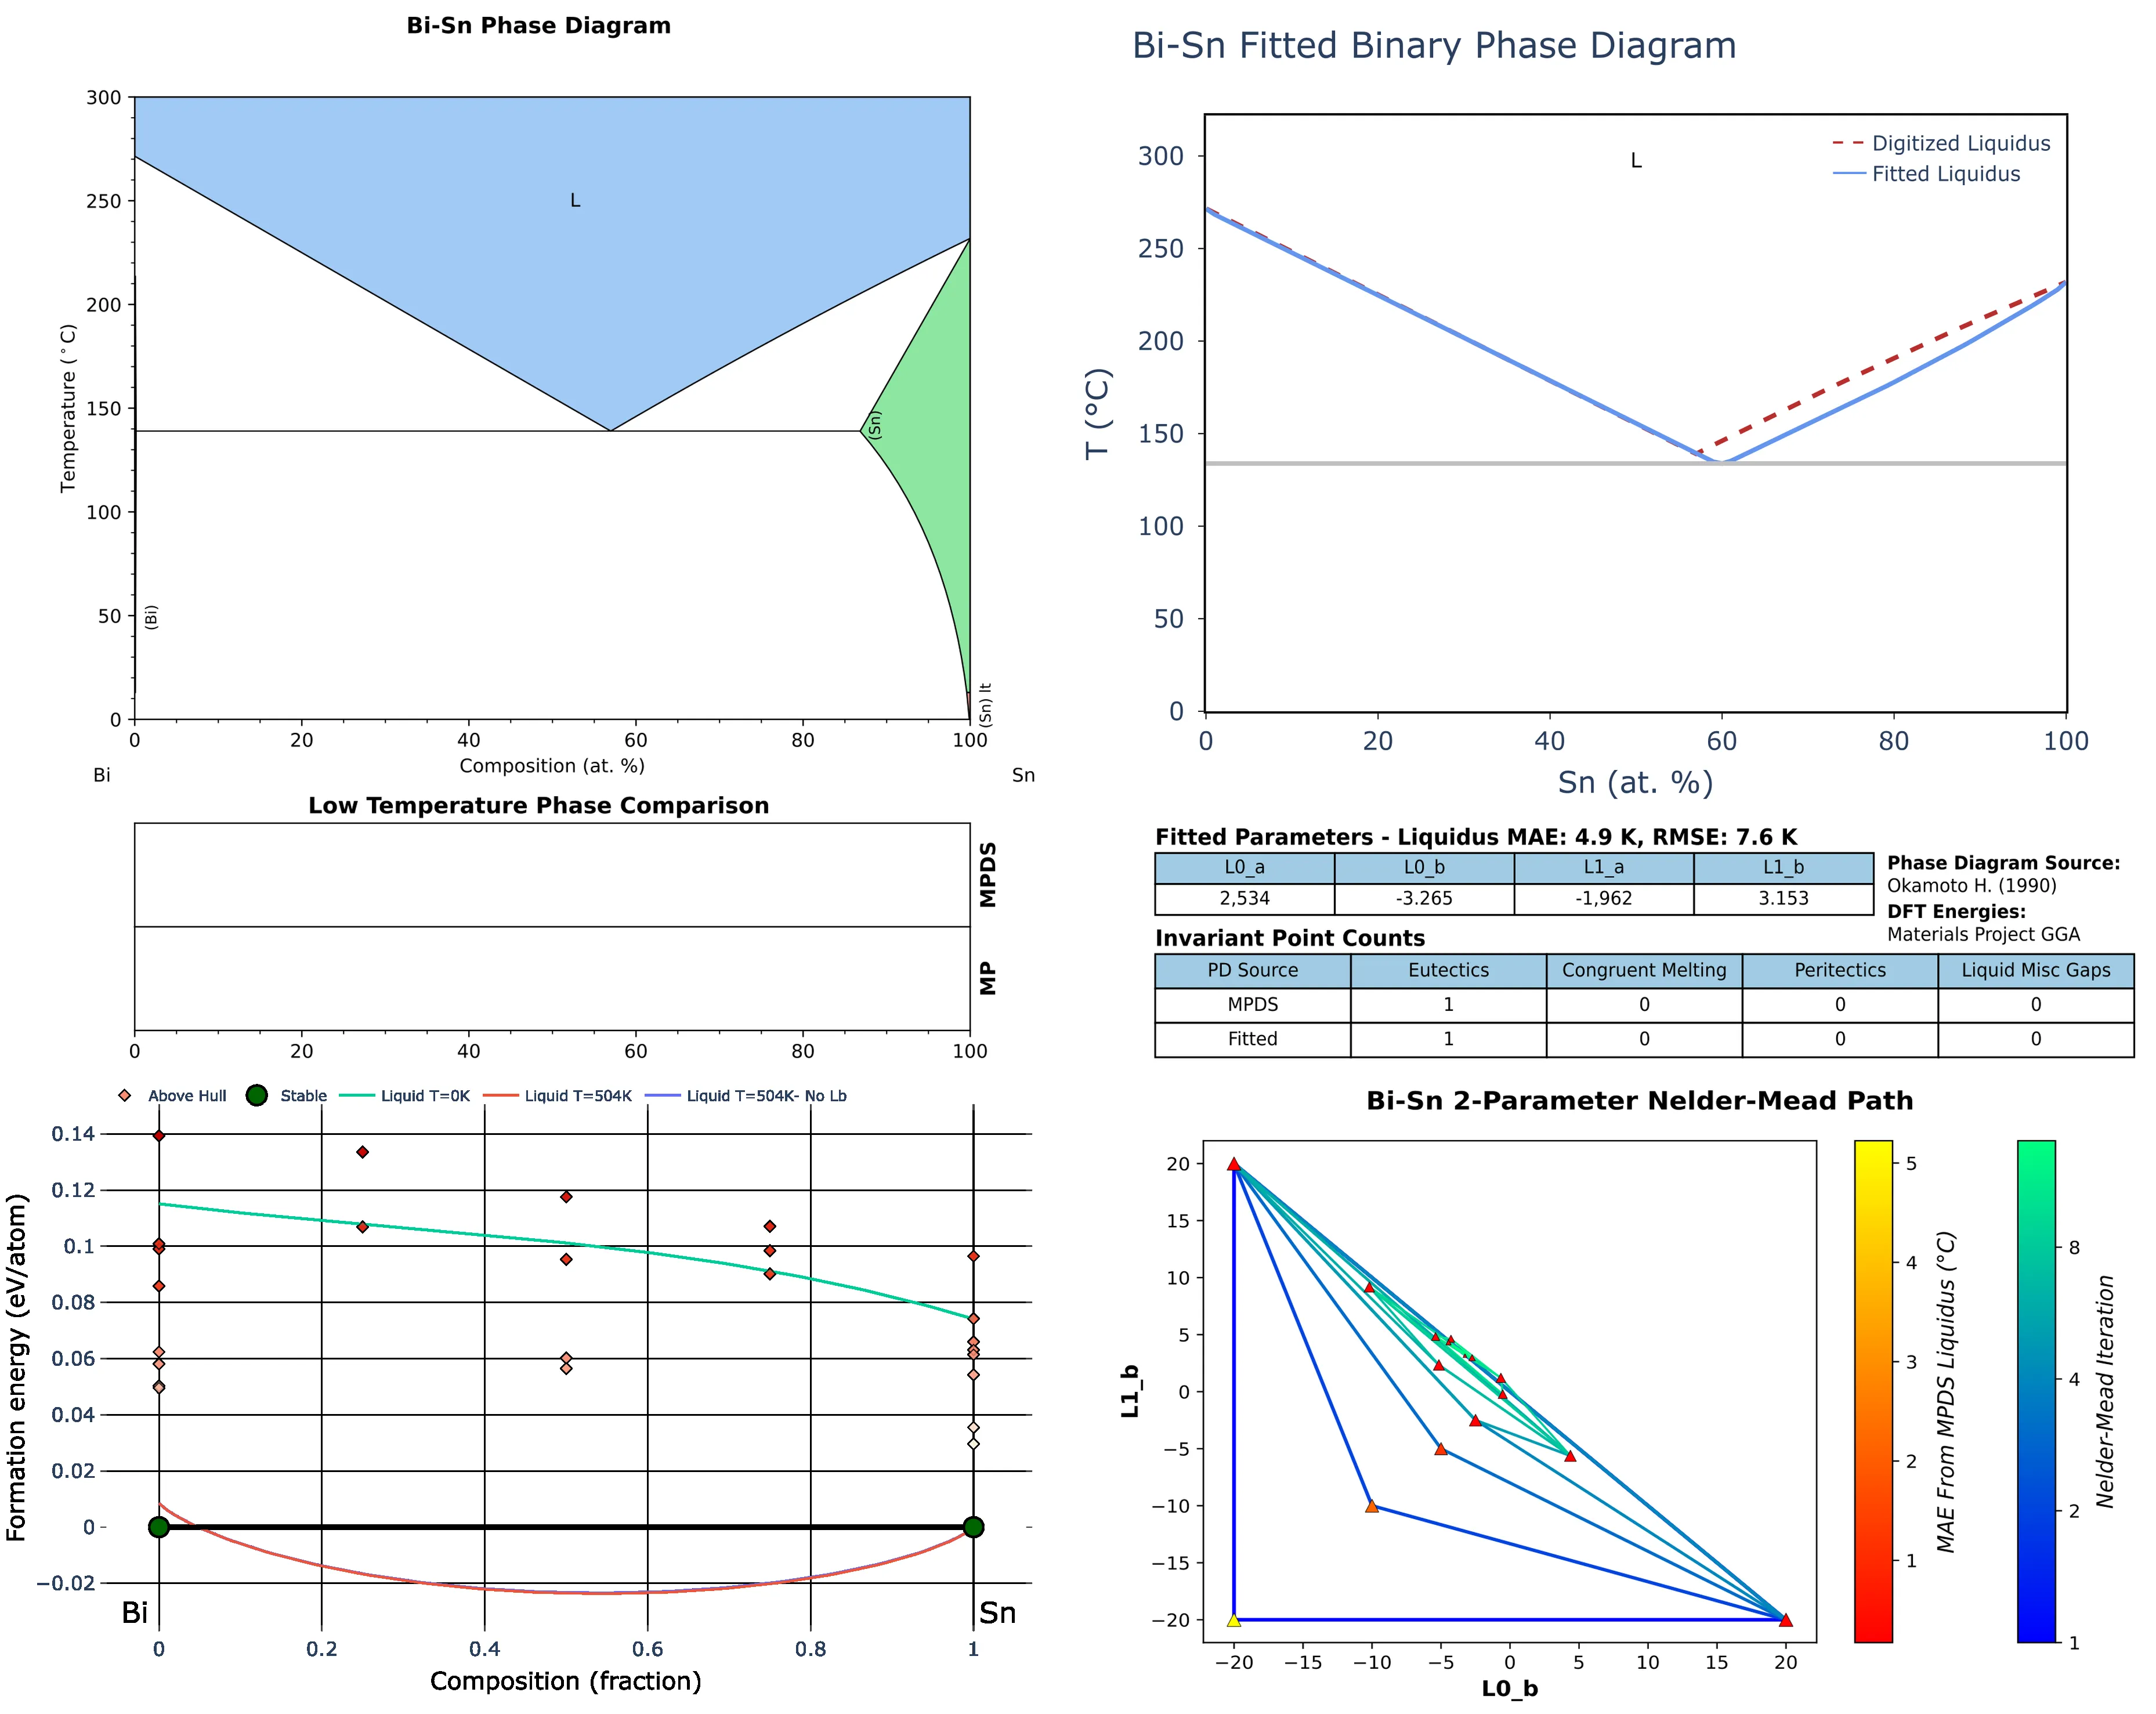 Bi-Sn Phase Diagram
300
250
200
150
100
50
0
Temperature (°C)
L
(Sn)
(Bi)
(Sn) lt
0 20 40 60 80 100
Composition (at. %)
Bi Sn
Low Temperature Phase Comparison
MPDS
MP
0 20 40 60 80 100
Above Hull Stable Liquid T=0K Liquid T=504K Liquid T=504K- No Lb
0.14
0.12
0.1
0.08
0.06
0.04
0.02
0
−0.02
Formation energy (eV/atom)
Bi Sn
0 0.2 0.4 0.6 0.8 1
Composition (fraction)
Bi-Sn Fitted Binary Phase Diagram
300
250
200
150
100
50
0
T (°C)
L
Digitized Liquidus
Fitted Liquidus
0 20 40 60 80 100
Sn (at. %)
Fitted Parameters - Liquidus MAE: 4.9 K, RMSE: 7.6 K
L0_a L0_b L1_a L1_b
2,534 -3.265 -1,962 3.153
Phase Diagram Source:
Okamoto H. (1990)
DFT Energies:
Materials Project GGA
Invariant Point Counts
PD Source Eutectics Congruent Melting Peritectics Liquid Misc Gaps
MPDS 1 0 0 0
Fitted 1 0 0 0
Bi-Sn 2-Parameter Nelder-Mead Path
20
15
10
5
0
−5
−10
−15
−20
L1_b
−20 −15 −10 −5 0 5 10 15 20
L0_b
5
4
3
2
1
MAE From MPDS Liquidus (°C)
8
4
2
1
Nelder-Mead Iteration